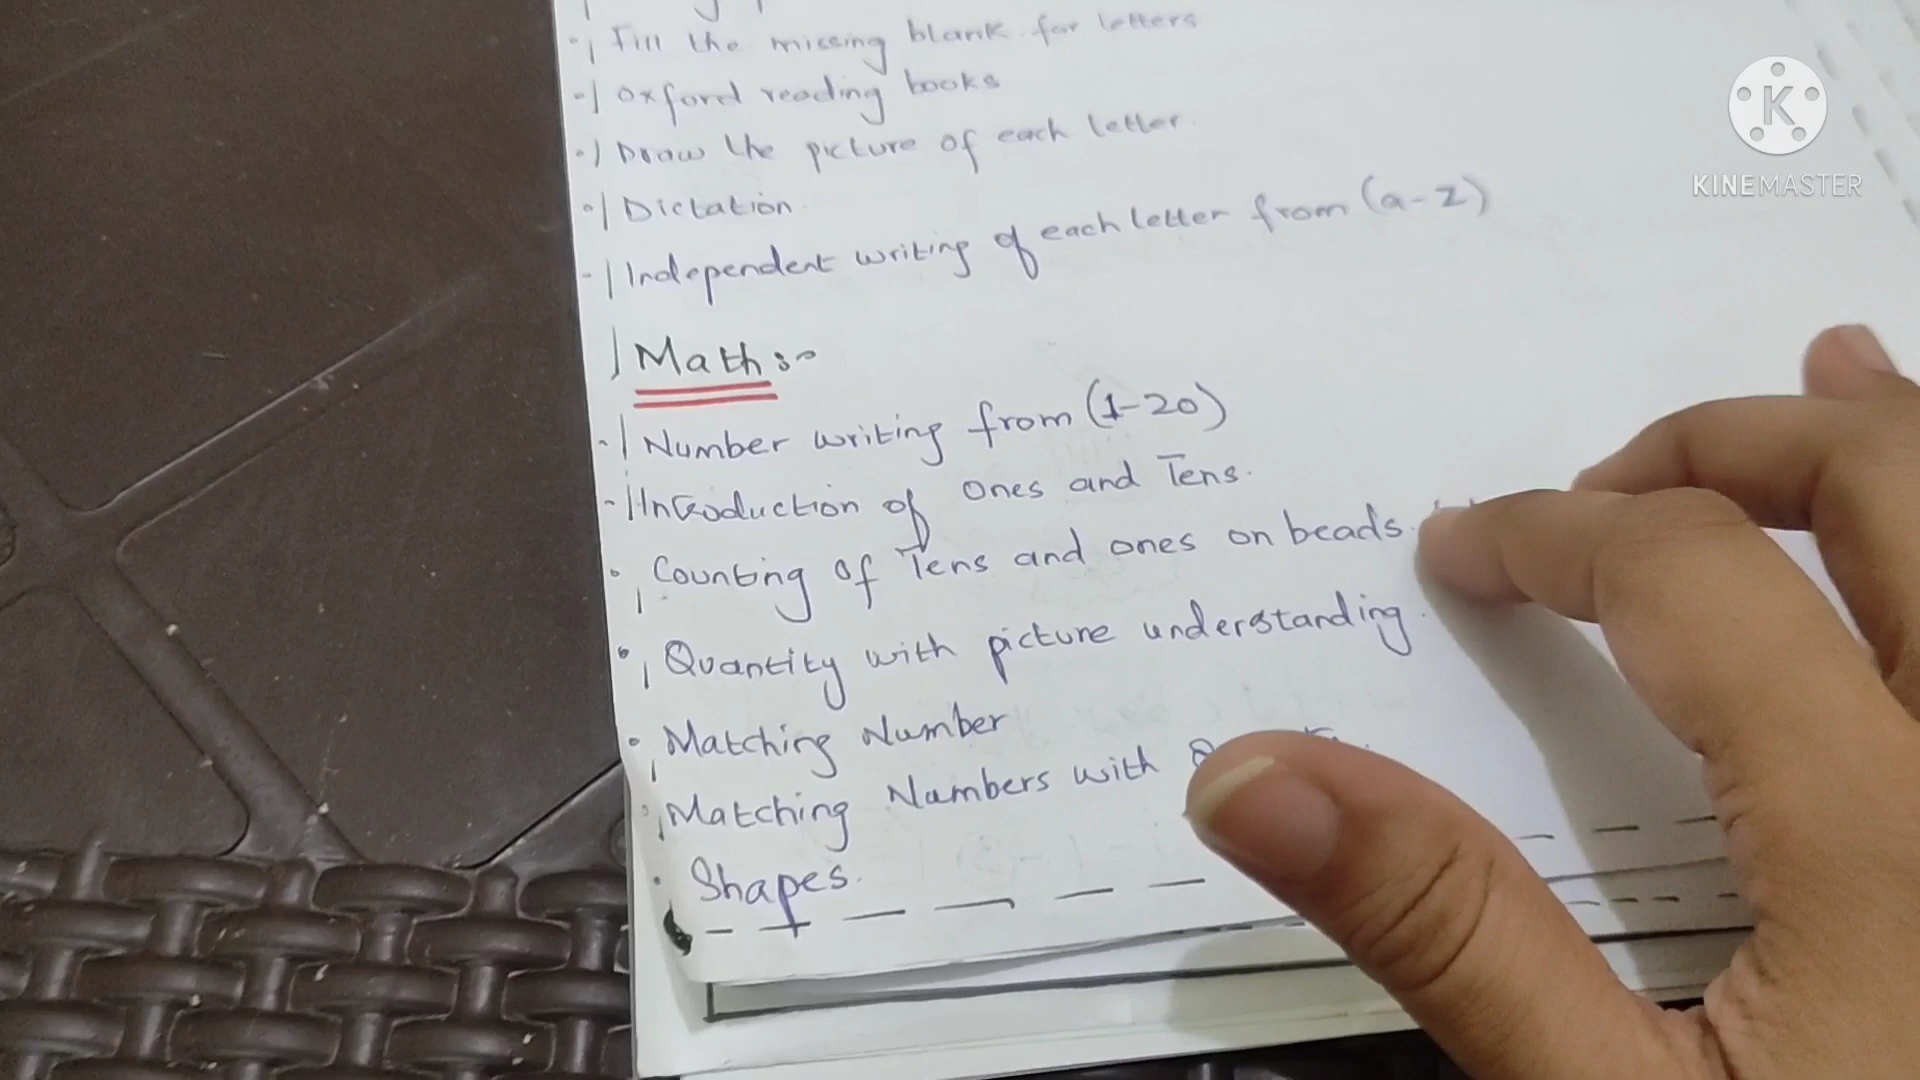 Fill the missing blank for letters
Oxford reading books
Draw the picture of each letter.
Dictation.
Independent writing of each letter from (a-z)
Math:-
Number writing from (1-20)
Introduction of Ones and Tens.
Counting of Tens and ones on beads.
Quantity with picture understanding.
Matching Number
Matching Numbers with
Shapes.
K
KINEMASTER